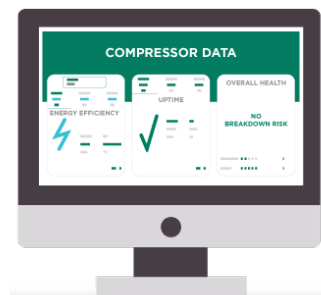 COMPRESSOR DATA
ENERGY EFFICIENCY
UPTIME
OVERALL HEALTH
NO
BREAKDOWN RISK